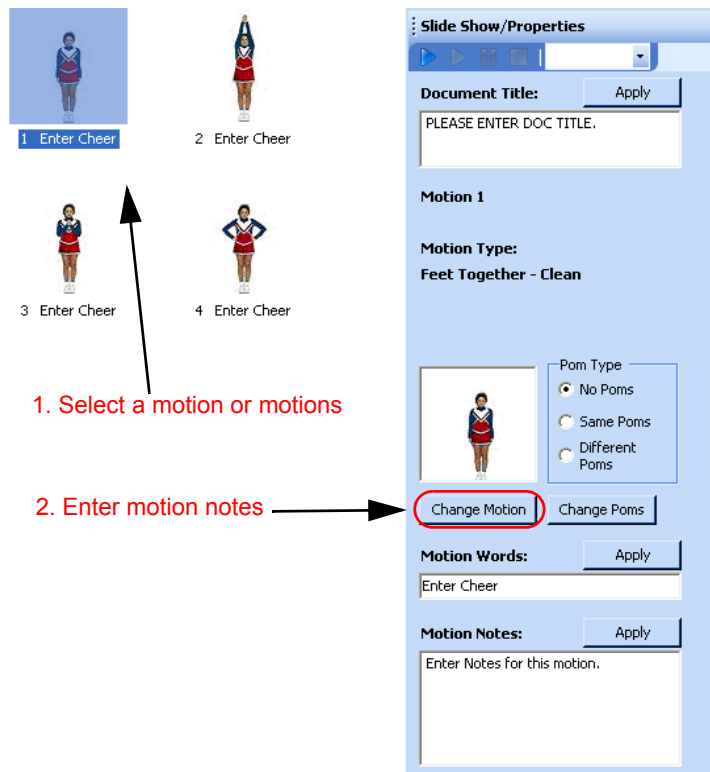 1 Enter Cheer
2 Enter Cheer
3 Enter Cheer
4 Enter Cheer
1. Select a motion or motions
2. Enter motion notes
Slide Show/Properties
Document Title:
Apply
PLEASE ENTER DOC TITLE.
Motion 1
Motion Type:
Feet Together - Clean
Pom Type
No Poms
Same Poms
Different
Poms
Change Motion
Change Poms
Motion Words:
Apply
Enter Cheer
Motion Notes:
Apply
Enter Notes for this motion.